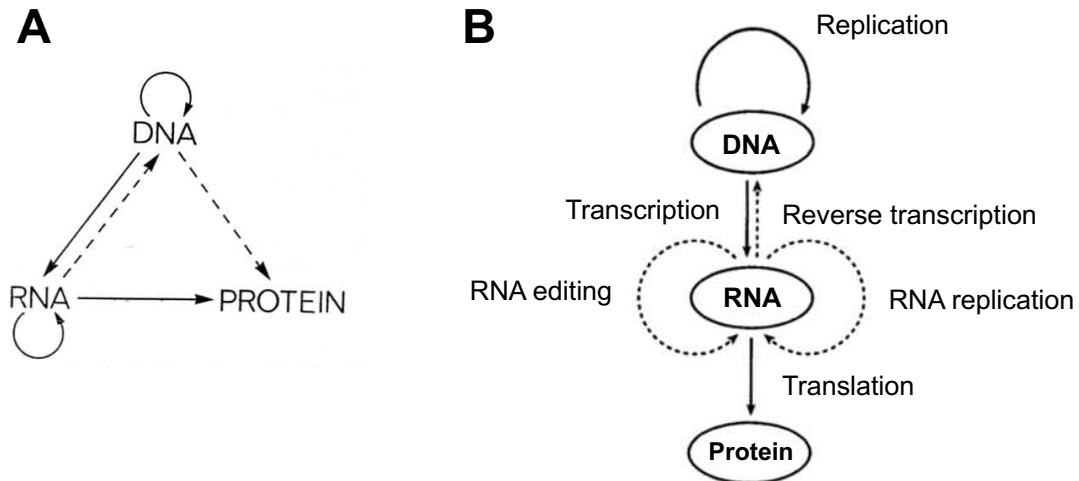 A
DNA
RNA
PROTEIN
B
Replication
DNA
Transcription
Reverse transcription
RNA editing
RNA
RNA replication
Translation
Protein